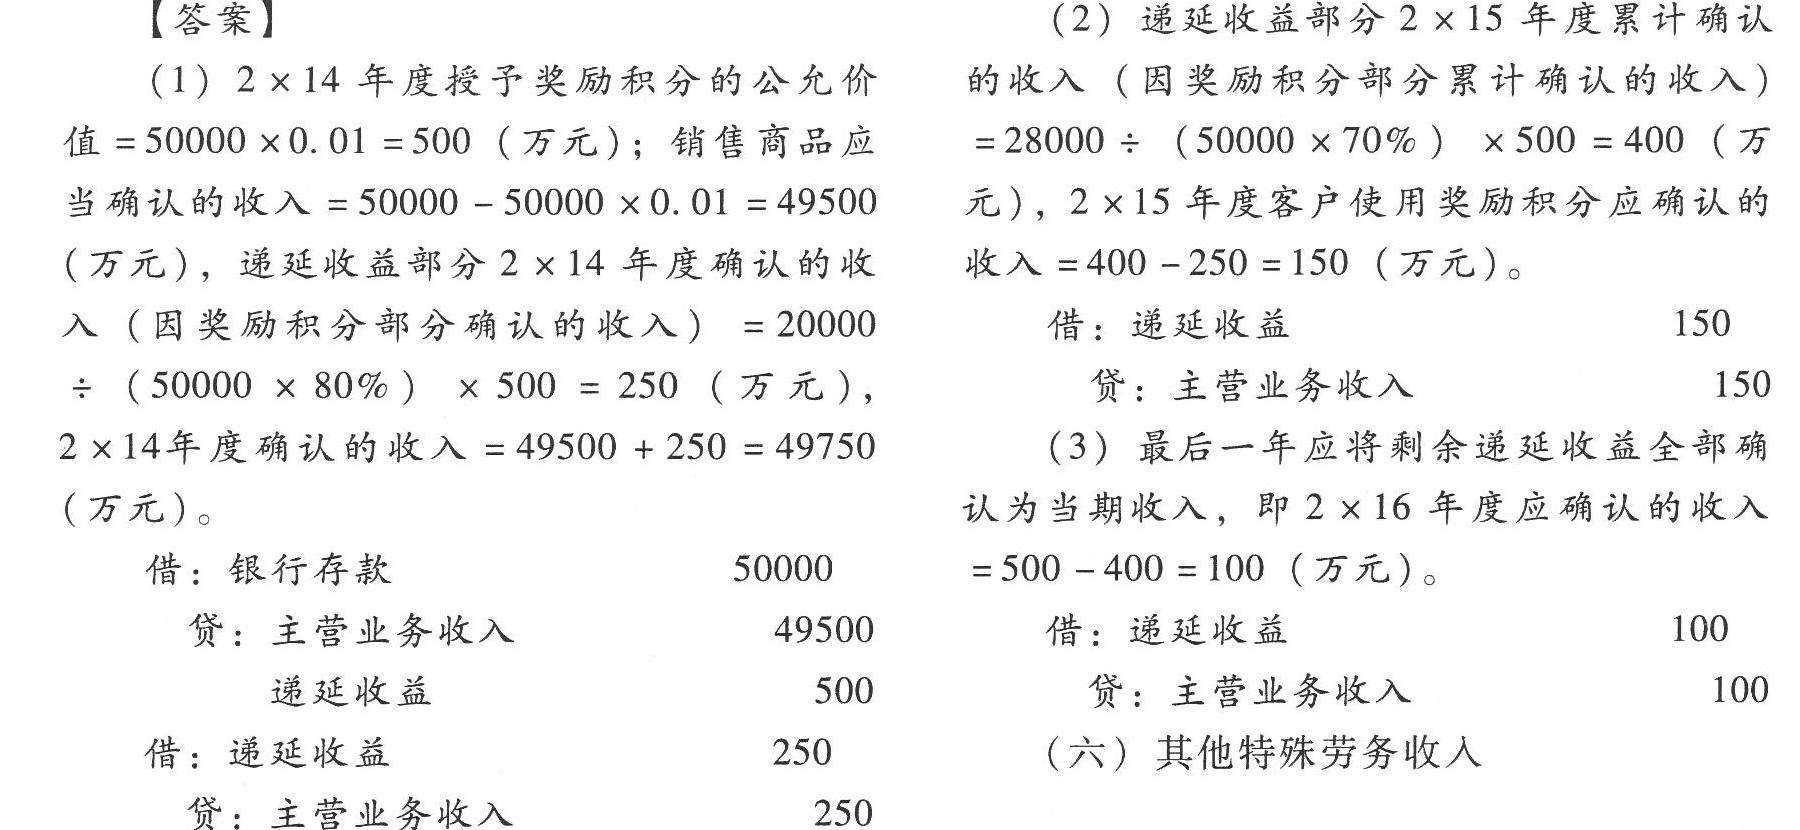 【答案】
(1) 2×14 年度授予奖励积分的公允价
值=50000×0.01=500(万元);销售商品应
当确认的收入=50000-50000×0.01=49500
(万元),递延收益部分2×14 年度确认的收
入(因奖励积分部分确认的收入)=20000
÷(50000×80%)×500=250(万元),
2×14年度确认的收入=49500+250=49750
(万元)。
借:银行存款 50000
贷:主营业务收入 49500
递延收益 500
借:递延收益 250
贷:主营业务收入 250
(2)递延收益部分2×15 年度累计确认
的收入(因奖励积分部分累计确认的收入)
=28000÷(50000×70%)×500=400(万
元),2×15 年度客户使用奖励积分应确认的
收入=400-250=150(万元)。
借:递延收益 150
贷:主营业务收入 150
(3)最后一年应将剩余递延收益全部确
认为当期收入,即2×16 年度应确认的收入
=500-400=100(万元)。
借:递延收益 100
贷:主营业务收入 100
(六)其他特殊劳务收入